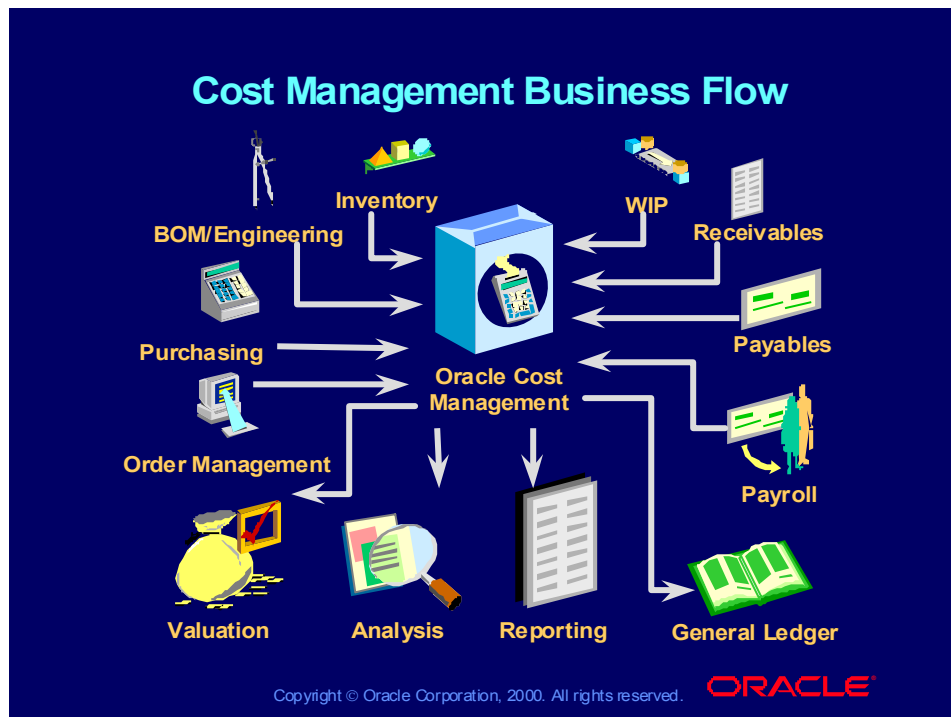 Cost Management Business Flow
Inventory
WIP
BOM/Engineering
Receivables
Purchasing
Payables
Oracle Cost
Management
Order Management
Payroll
Valuation
Analysis
Reporting
General Ledger
Copyright © Oracle Corporation, 2000. All rights reserved.
ORACLE®